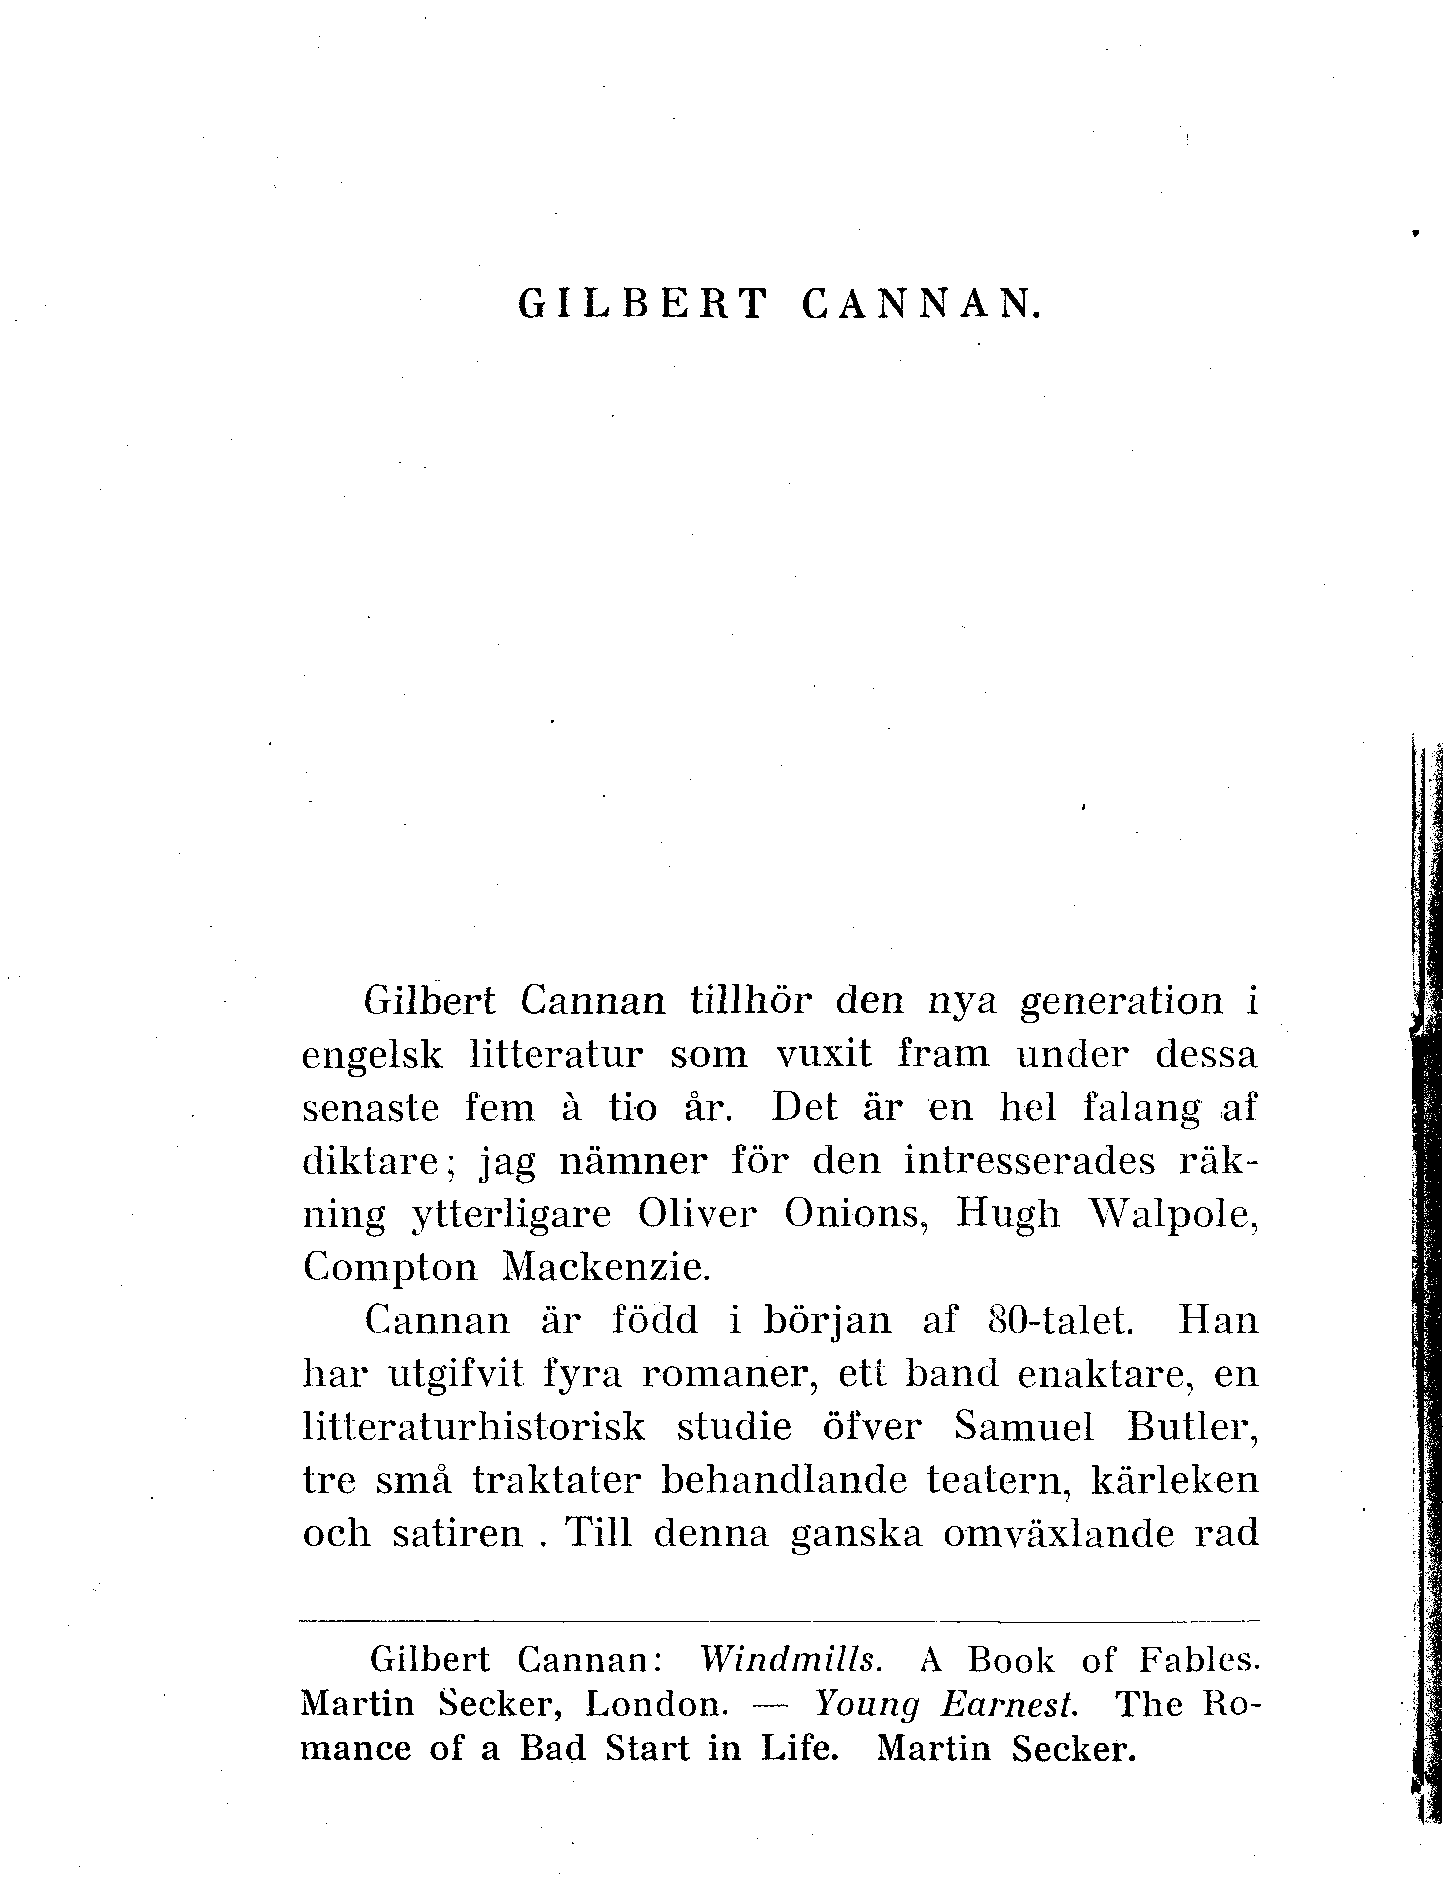 GILBERT CANNAN.
Gilbert Cannan tillhör den nya generation i
engelsk litteratur som vuxit fram under dessa
senaste fem à tio år. Det är en hel falang af
diktare; jag nämner för den intresserades räk-
ning ytterligare Oliver Onions, Hugh Walpole,
Compton Mackenzie.
Cannan är född i början af 80-talet. Han
har utgifvit fyra romaner, ett band enaktare, en
litteraturhistorisk studie öfver Samuel Butler,
tre små traktater behandlande teatern, kärleken
och satiren . Till denna ganska omväxlande rad
Gilbert Cannan: Windmills. A Book of Fables.
Martin Secker, London. — Young Earnest. The Ro-
mance of a Bad Start in Life. Martin Secker.